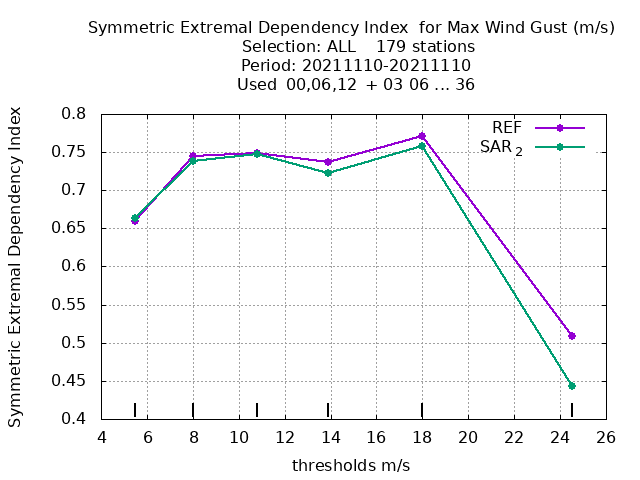 Symmetric Extremal Dependency Index  for Max Wind Gust (m/s)
Selection: ALL    179 stations
Period: 20211110-20211110
Used  00,06,12  + 03 06 ... 36
Symmetric Extremal Dependency Index
REF
SAR 2
0.8
0.75
0.7
0.65
0.6
0.55
0.5
0.45
0.4
4 6 8 10 12 14 16 18 20 22 24 26
thresholds m/s